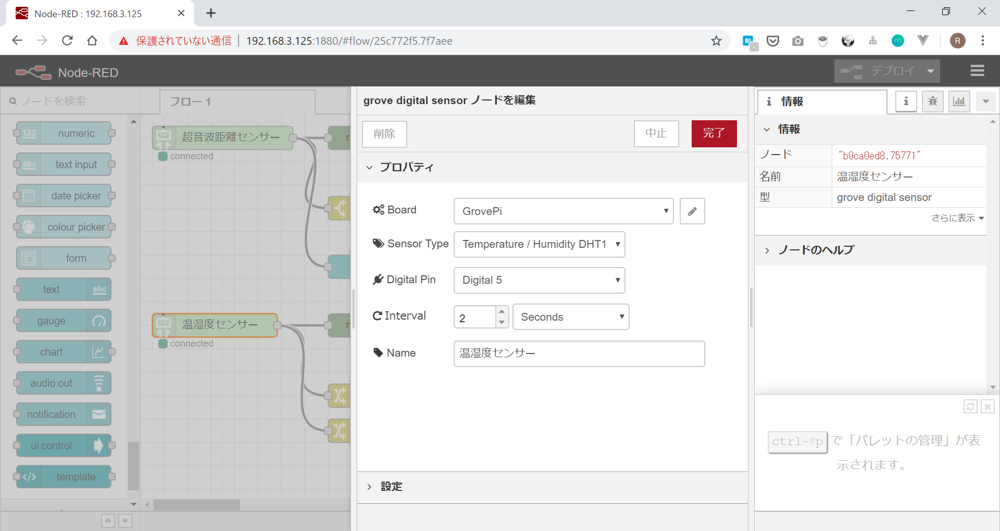 Node-RED : 192.168.3.125
保護されていない通信
192.168.3.125:1880/#flow/25c772f5.7f7aee
R
Node-RED
デプロイ
ノードを検索
123 numeric
abc text input
date picker
colour picker
form
text abc
gauge
chart
audio out
notification
ui control
</> template
フロー 1
超音波距離センサー
connected
温湿度センサー
connected
grove digital sensor ノードを編集
削除
中止
完了
プロパティ
Board GrovePi
Sensor Type Temperature / Humidity DHT1
Digital Pin Digital 5
Interval 2 Seconds
Name 温湿度センサー
設定
情報
情報
ノード "b9ca0ed8.75771"
名前 温湿度センサー
型 grove digital sensor
さらに表示
ノードのヘルプ
ctrl-⇧p で「パレットの管理」が表
示されます。